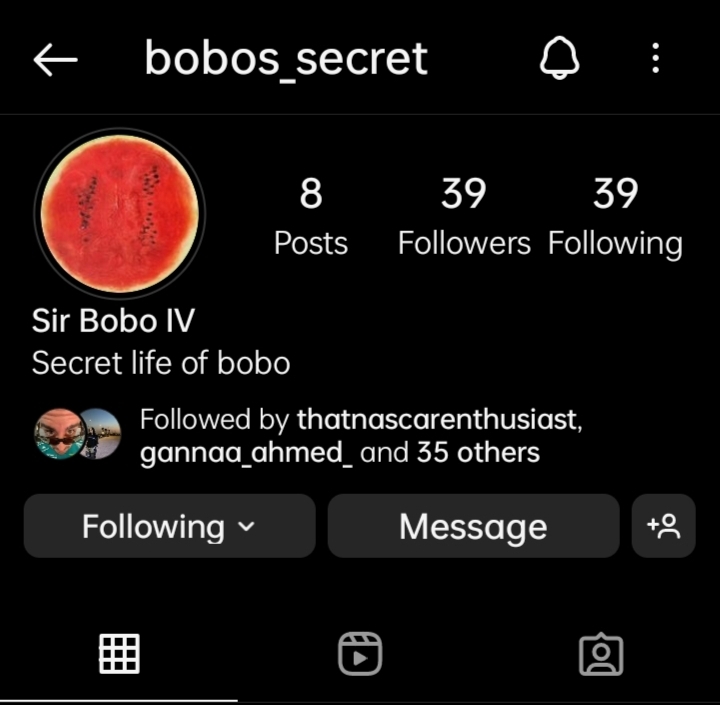 bobos_secret
8 39 39
Posts Followers Following
Sir Bobo IV
Secret life of bobo
Followed by thatnascarenthusiast,
gannaa_ahmed_ and 35 others
Following Message